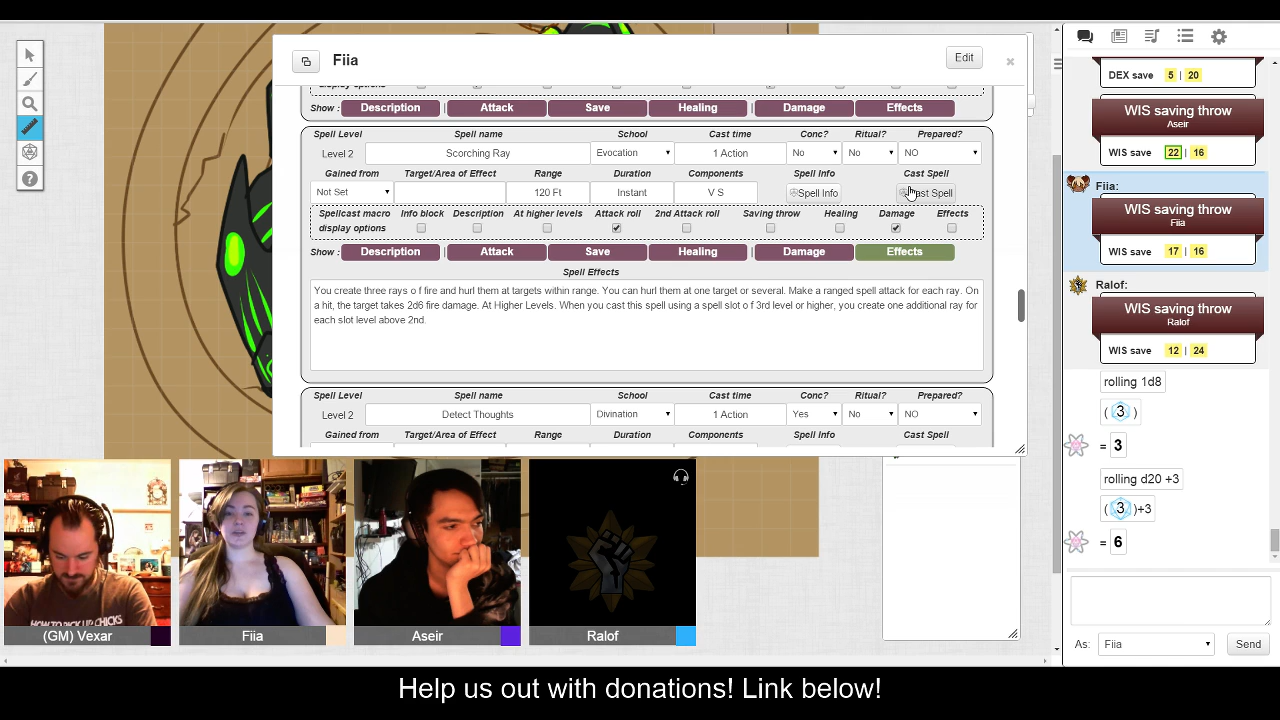 Fiia
Edit
×
display options
Show : Description Attack Save Healing Damage Effects
Spell Level Spell name School Cast time Conc? Ritual? Prepared?
Level 2 Scorching Ray Evocation 1 Action No No NO
Gained from Target/Area of Effect Range Duration Components Spell Info Cast Spell
Not Set 120 Ft Instant V S Spell Info Cast Spell
Spellcast macro Info block Description At higher levels Attack roll 2nd Attack roll Saving throw Healing Damage Effects
display options
Show : Description Attack Save Healing Damage Effects
Spell Effects
You create three rays o f fire and hurl them at targets within range. You can hurl them at one target or several. Make a ranged spell attack for each ray. On
a hit, the target takes 2d6 fire damage. At Higher Levels. When you cast this spell using a spell slot o f 3rd level or higher, you create one additional ray for
each slot level above 2nd.
Spell Level Spell name School Cast time Conc? Ritual? Prepared?
Level 2 Detect Thoughts Divination 1 Action Yes No NO
Gained from Target/Area of Effect Range Duration Components Spell Info Cast Spell
DEX save 5 | 20
WIS saving throw
Aseir
WIS save 22 | 16
Fiia:
WIS saving throw
Fiia
WIS save 17 | 16
Ralof:
WIS saving throw
Ralof
WIS save 12 | 24
rolling 1d8
( 3 )
= 3
rolling d20 +3
( 3 )+3
= 6
As: Fiia Send
(GM) Vexar
Fiia
Aseir
Ralof
Help us out with donations! Link below!